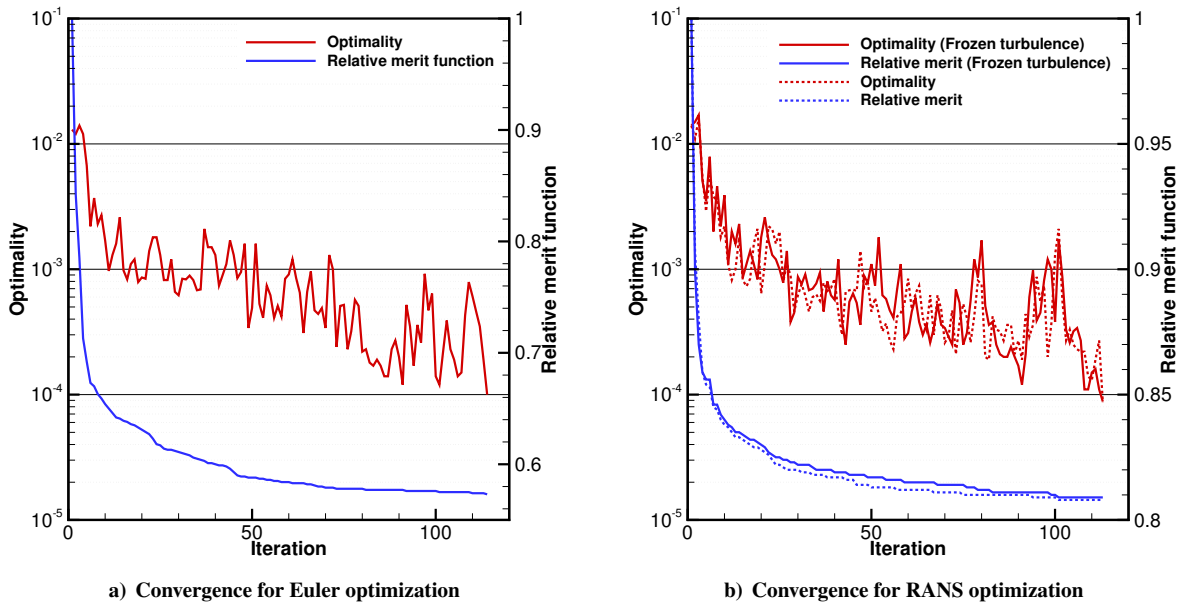 10^-1
10^-2
10^-3
10^-4
10^-5
Optimality
1
0.9
0.8
0.7
0.6
Relative merit function
Optimality
Relative merit function
0
50
100
Iteration
a) Convergence for Euler optimization
10^-1
10^-2
10^-3
10^-4
10^-5
Optimality
1
0.95
0.9
0.85
0.8
Relative merit function
Optimality (Frozen turbulence)
Relative merit (Frozen turbulence)
Optimality
Relative merit
0
50
100
Iteration
b) Convergence for RANS optimization